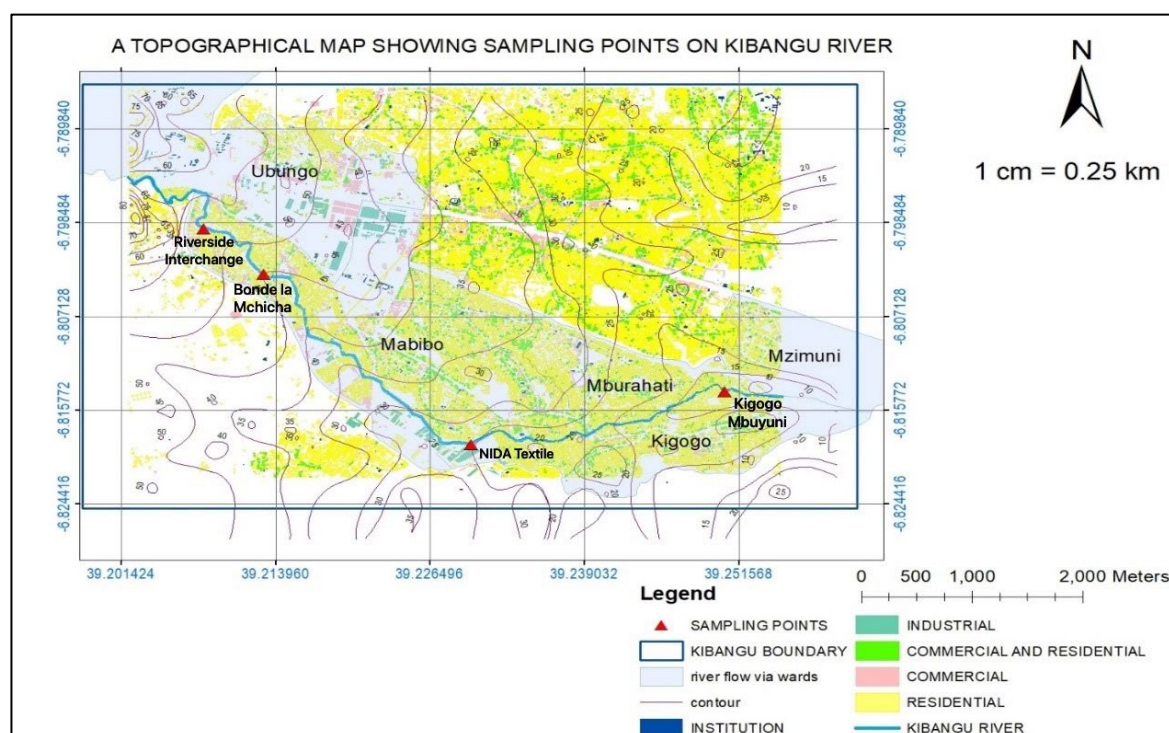 A TOPOGRAPHICAL MAP SHOWING SAMPLING POINTS ON KIBANGU RIVER
N
1 cm = 0.25 km
-6.789840
-6.798484
-6.807128
-6.815772
-6.824416
-6.789840
-6.798484
-6.807128
-6.815772
-6.824416
Ubungo
Riverside
Interchange
Bonde la
Mchicha
Mabibo
Mzimuni
Mburahati
Kigogo
Mbuyuni
Kigogo
NIDA Textile
39.201424
39.213960
39.226496
39.239032
39.251568
0 500 1,000 2,000 Meters
Legend
SAMPLING POINTS
KIBANGU BOUNDARY
river flow via wards
contour
INSTITUTION
INDUSTRIAL
COMMERCIAL AND RESIDENTIAL
COMMERCIAL
RESIDENTIAL
KIBANGU RIVER